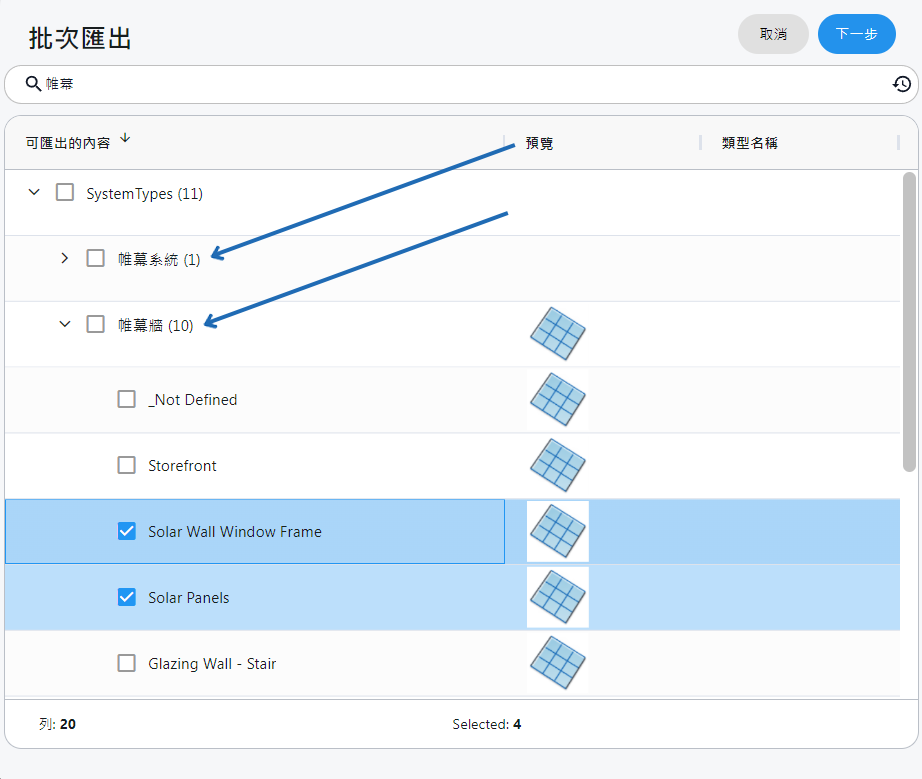 批次匯出
取消
下一步
帷幕
可匯出的內容
預覽
類型名稱
SystemTypes (11)
帷幕系統 (1)
帷幕牆 (10)
_Not Defined
Storefront
Solar Wall Window Frame
Solar Panels
Glazing Wall - Stair
列: 20
Selected: 4